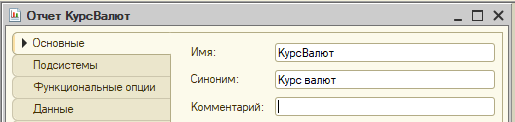 Отчет КурсВалют
Основные
Имя: КурсВалют
Подсистемы
Синоним: Курс валют
Функциональные опции
Комментарий:
Данные